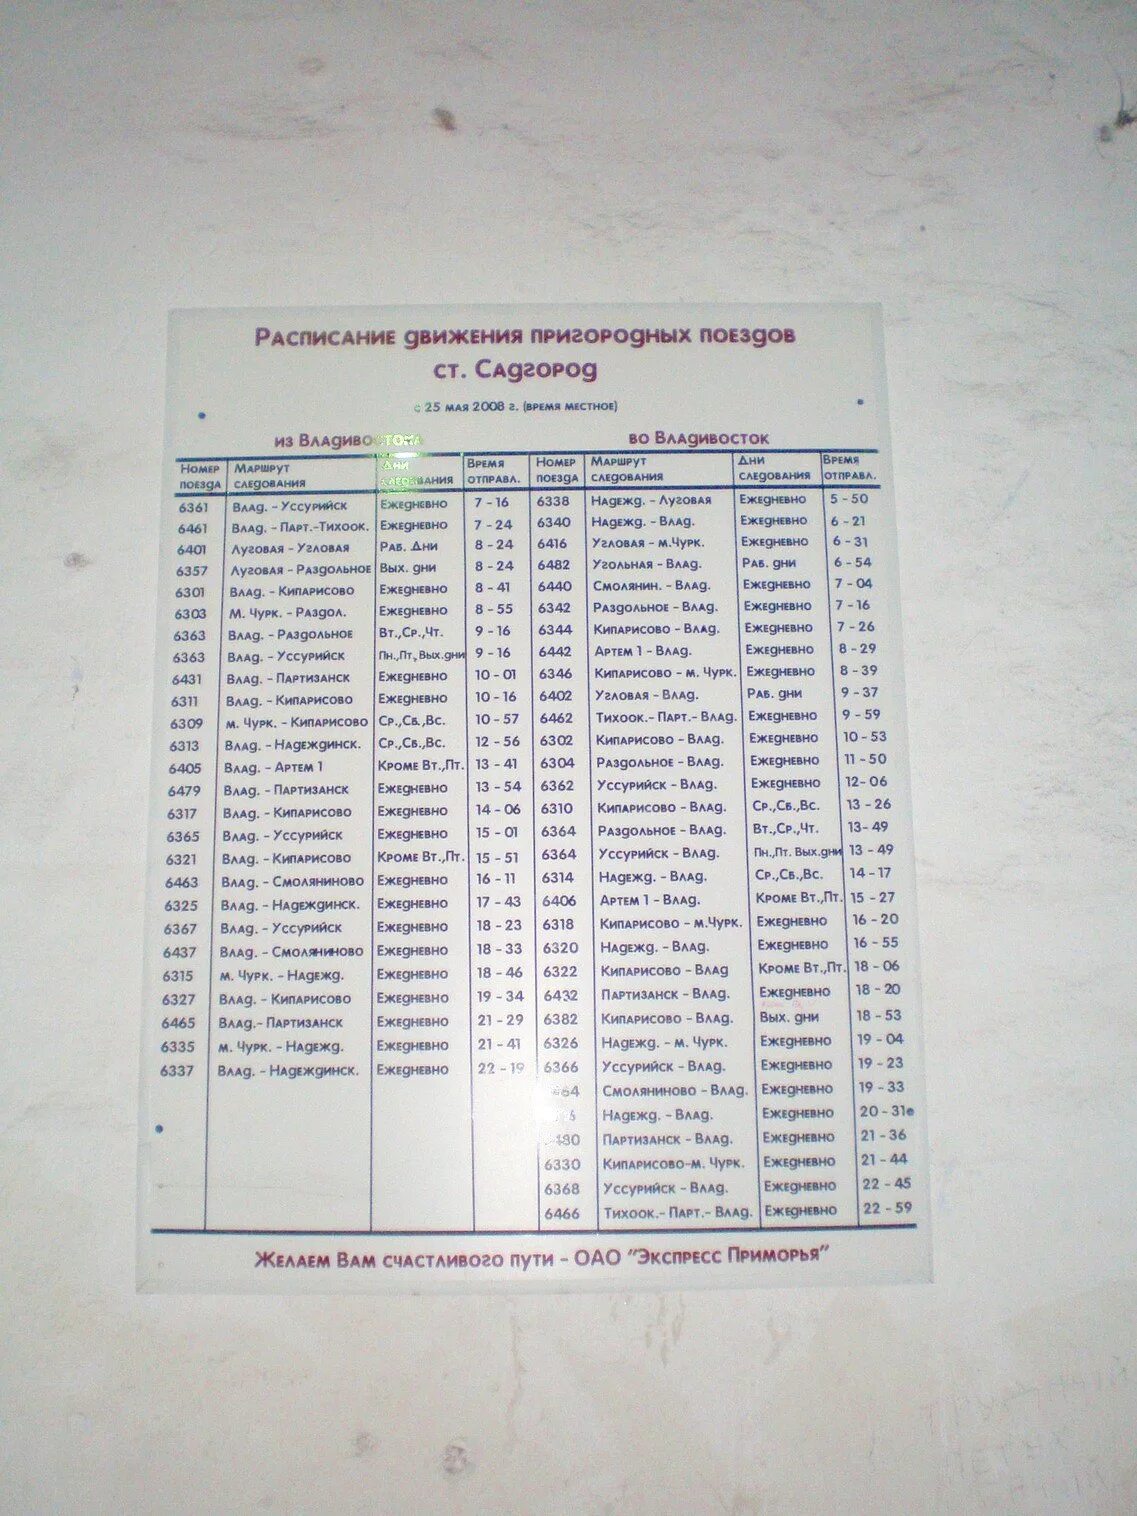 Расписание движения пригородных поездов
ст. Садгород
с 25 мая 2008 г. (время местное)
из Владивостока
Номер поезда Маршрут следования Дни следования Время отправл.
6361 Влад. - Уссурийск Ежедневно 7 - 16
6461 Влад. - Парт.-Тихоок. Ежедневно 7 - 24
6401 Луговая - Угловая Раб. Дни 8 - 24
6357 Луговая - Раздольное Вых. дни 8 - 24
6301 Влад. - Кипарисово Ежедневно 8 - 41
6303 М. Чурк. - Раздол. Ежедневно 8 - 55
6363 Влад. - Раздольное Вт.,Ср.,Чт. 9 - 16
6363 Влад. - Уссурийск Пн.,Пт., Вых.дни 9 - 16
6431 Влад. - Партизанск Ежедневно 10 - 01
6311 Влад. - Кипарисово Ежедневно 10 - 16
6309 м. Чурк. - Кипарисово Ср.,Сб.,Вс. 10 - 57
6313 Влад. - Надеждинск. Ср.,Сб.,Вс. 12 - 56
6405 Влад. - Артем 1 Кроме Вт.,Пт. 13 - 41
6479 Влад. - Партизанск Ежедневно 13 - 54
6317 Влад. - Кипарисово Ежедневно 14 - 06
6365 Влад. - Уссурийск Ежедневно 15 - 01
6321 Влад. - Кипарисово Кроме Вт.,Пт. 15 - 51
6463 Влад. - Смоляниново Ежедневно 16 - 11
6325 Влад. - Надеждинск. Ежедневно 17 - 43
6367 Влад. - Уссурийск Ежедневно 18 - 23
6437 Влад. - Смоляниново Ежедневно 18 - 33
6315 м. Чурк. - Надежд. Ежедневно 18 - 46
6327 Влад. - Кипарисово Ежедневно 19 - 34
6465 Влад.- Партизанск Ежедневно 21 - 29
6335 м. Чурк. - Надежд. Ежедневно 21 - 41
6337 Влад. - Надеждинск. Ежедневно 22 - 19
во Владивосток
Номер поезда Маршрут следования Дни следования Время отправл.
6338 Надежд. - Луговая Ежедневно 5 - 50
6340 Надежд. - Влад. Ежедневно 6 - 21
6416 Угловая - м.Чурк. Ежедневно 6 - 31
6482 Угольная - Влад. Раб. дни 6 - 54
6440 Смолянин. - Влад. Ежедневно 7 - 04
6342 Раздольное - Влад. Ежедневно 7 - 16
6344 Кипарисово - Влад. Ежедневно 7 - 26
6442 Артем 1 - Влад. Ежедневно 8 - 29
6346 Кипарисово - м. Чурк. Ежедневно 8 - 39
6402 Угловая - Влад. Раб. дни 9 - 37
6462 Тихоок.- Парт.- Влад. Ежедневно 9 - 59
6302 Кипарисово - Влад. Ежедневно 10 - 53
6304 Раздольное - Влад. Ежедневно 11 - 50
6362 Уссурийск - Влад. Ежедневно 12- 06
6310 Кипарисово - Влад. Ср.,Сб.,Вс. 13 - 26
6364 Раздольное - Влад. Вт.,Ср.,Чт. 13- 49
6364 Уссурийск - Влад. Пн.,Пт. Вых.дни 13 - 49
6314 Надежд. - Влад. Ср.,Сб.,Вс. 14 - 17
6406 Артем 1 - Влад. Кроме Вт.,Пт. 15 - 27
6318 Кипарисово - м.Чурк. Ежедневно 16 - 20
6320 Надежд. - Влад. Ежедневно 16 - 55
6322 Кипарисово - Влад Кроме Вт.,Пт. 18 - 06
6432 Партизанск - Влад. Ежедневно 18 - 20
6382 Кипарисово - Влад. Вых. дни 18 - 53
6326 Надежд. - м. Чурк. Ежедневно 19 - 04
6366 Уссурийск - Влад. Ежедневно 19 - 23
Смоляниново - Влад. Ежедневно 19 - 33
Надежд. - Влад. Ежедневно 20 - 31
Партизанск - Влад. Ежедневно 21 - 36
6330 Кипарисово-м. Чурк. Ежедневно 21 - 44
6368 Уссурийск - Влад. Ежедневно 22 - 45
6466 Тихоок.- Парт.- Влад. Ежедневно 22 - 59
Желаем Вам счастливого пути - ОАО "Экспресс Приморья"